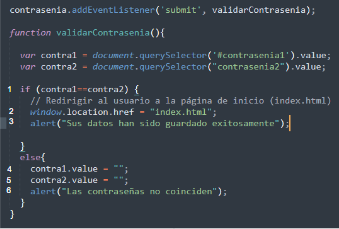 contrasenia.addEventListener('submit', validarContrasenia);
function validarContrasenia(){
var contra1 = document.querySelector('#contrasenia1').value;
var contra2 = document.querySelector("contrasenia2").value;
1 if (contra1==contra2) {
// Redirigir al usuario a la página de inicio (index.html)
2 window.location.href = "index.html";
3 alert("Sus datos han sido guardado exitosamente");
}
else{
4 contra1.value = "";
5 contra2.value = "";
6 alert("Las contraseñas no coinciden");
}
}